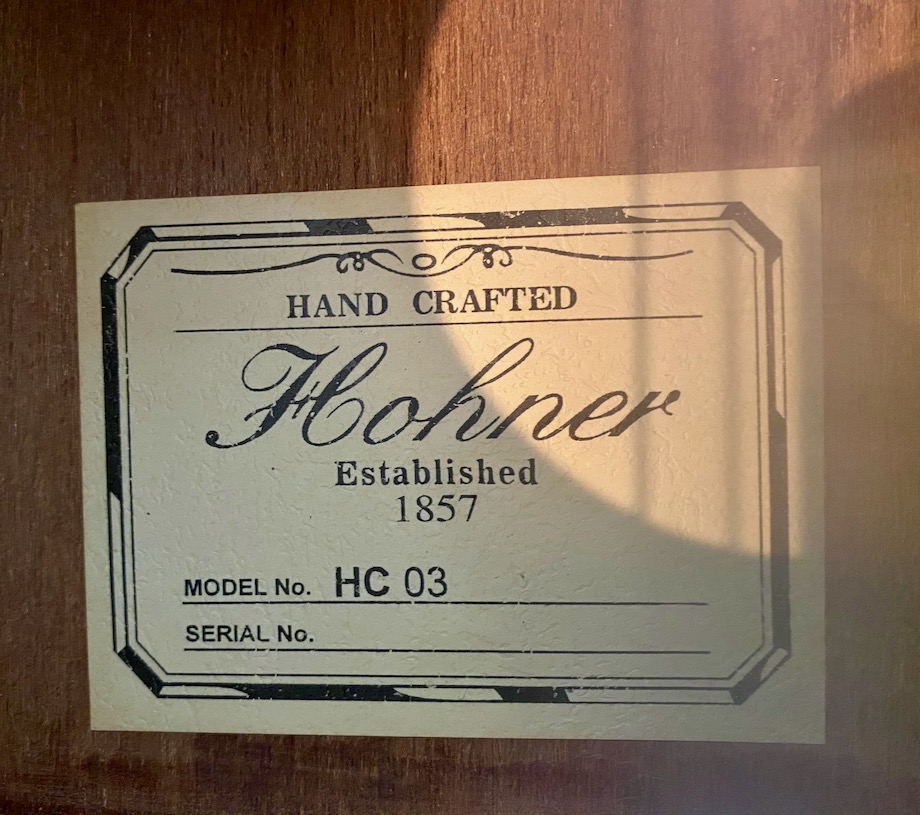 HAND CRAFTED
Hohner
Established
1857
MODEL No. HC 03
SERIAL No.